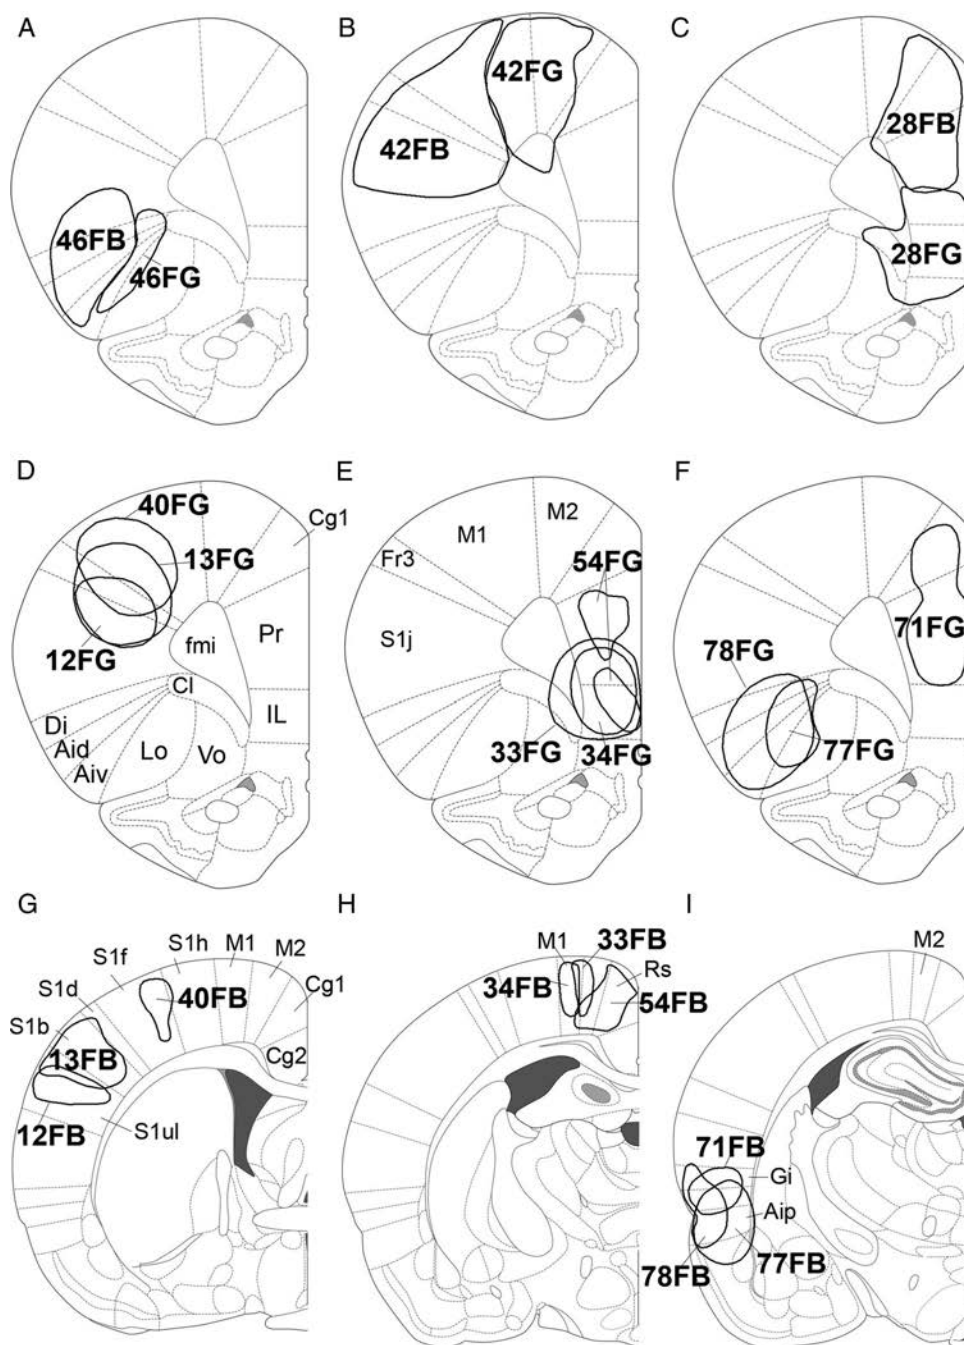 A
B
C
42FG
28FB
42FB
46FB
28FG
46FG
D
E
F
40FG
Cg1
M2
M1
13FG
Fr3
54FG
71FG
Pr
S1j
12FG
fmi
78FG
Cl
IL
Di
Aid
Lo
Vo
33FG
34FG
77FG
Aiv
G
H
I
S1h
M1
M2
M1
33FB
M2
S1f
Rs
S1d
40FB
Cg1
34FB
54FB
S1b
13FB
Cg2
12FB
S1ul
71FB
Gi
Aip
78FB
77FB